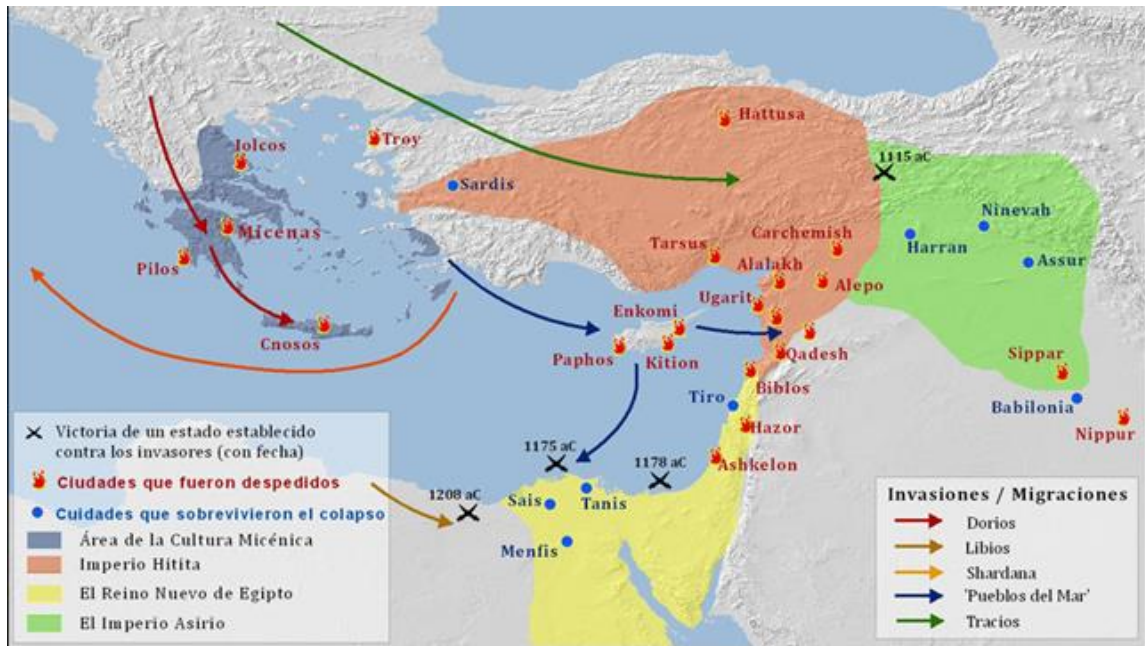 Hattusa
Iolcos
Troy
1115 aC
Sardis
Ninevah
Micenas
Carchemish
Harran
Tarsus
Pilos
Alalakh
Assur
Alepo
Ugarit
Enkomi
Cnosos
Paphos
Kition
Qadesh
Sippar
Biblos
Tiro
Babilonia
Hazor
Nippur
1175 aC
1178 aC
Ashkelon
1208 aC
Sais
Tanis
Menfis
Victoria de un estado establecido
contra los invasores (con fecha)
Ciudades que fueron despedidos
Cuidades que sobrevivieron el colapso
Área de la Cultura Micénica
Imperio Hitita
El Reino Nuevo de Egipto
El Imperio Asirio
Invasiones / Migraciones
Dorios
Libios
Shardana
'Pueblos del Mar'
Tracios